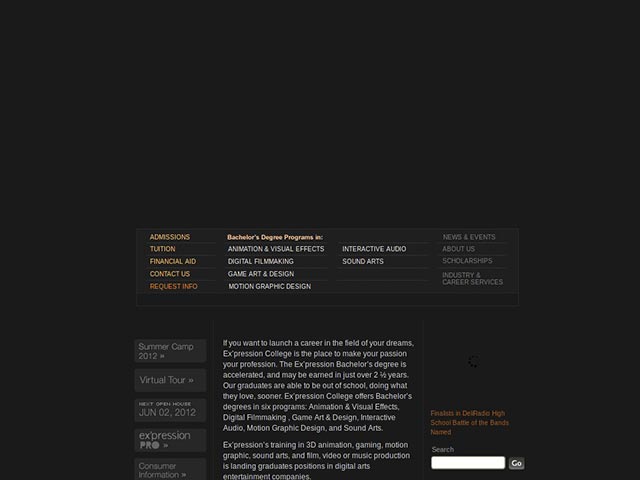 ADMISSIONS
TUITION
FINANCIAL AID
CONTACT US
REQUEST INFO
Bachelor's Degree Programs in:
ANIMATION & VISUAL EFFECTS
DIGITAL FILMMAKING
GAME ART & DESIGN
MOTION GRAPHIC DESIGN
INTERACTIVE AUDIO
SOUND ARTS
NEWS & EVENTS
ABOUT US
SCHOLARSHIPS
INDUSTRY &
CAREER SERVICES
Summer Camp
2012 »
Virtual Tour »
NEXT OPEN HOUSE
JUN 02, 2012
ex'pression
PRO »
Consumer
Information »
If you want to launch a career in the field of your dreams,
Ex'pression College is the place to make your passion
your profession. The Ex'pression Bachelor's degree is
accelerated, and may be earned in just over 2 ½ years.
Our graduates are able to be out of school, doing what
they love, sooner. Ex'pression College offers Bachelor's
degrees in six programs: Animation & Visual Effects,
Digital Filmmaking , Game Art & Design, Interactive
Audio, Motion Graphic Design, and Sound Arts.
Ex'pression's training in 3D animation, gaming, motion
graphic, sound arts, and film, video or music production
is landing graduates positions in digital arts
entertainment companies.
Finalists in DeliRadio High
School Battle of the Bands
Named
Search
Go